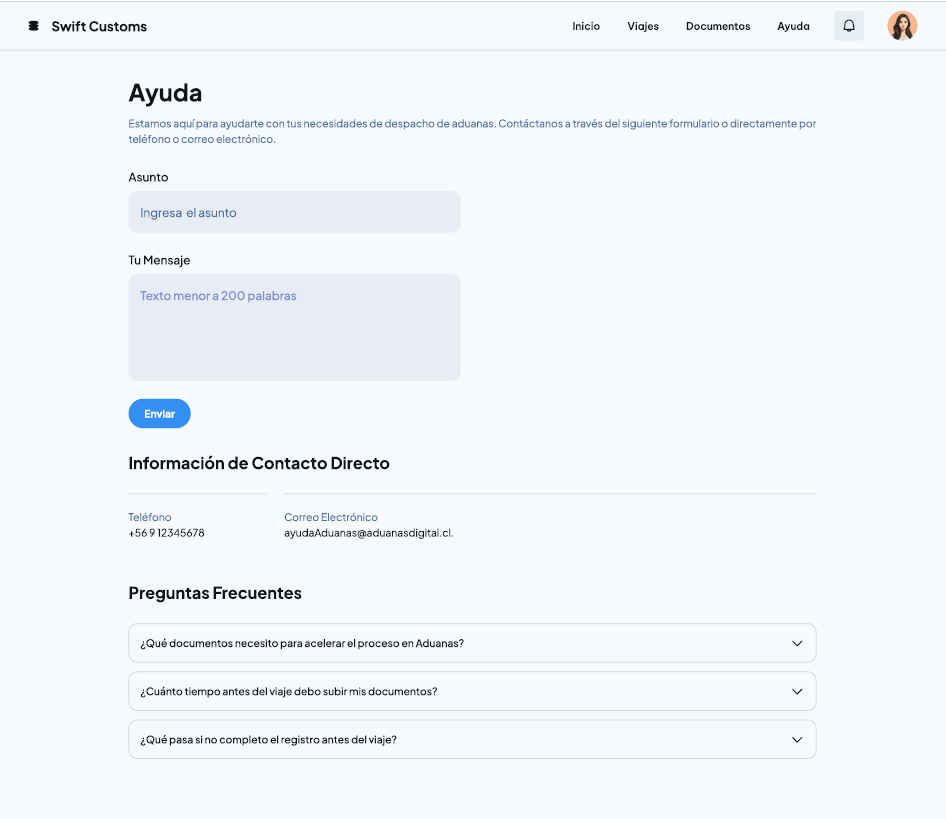 Swift Customs
Inicio
Viajes
Documentos
Ayuda
Ayuda
Estamos aquí para ayudarte con tus necesidades de despacho de aduanas. Contáctanos a través del siguiente formulario o directamente por
teléfono o correo electrónico.
Asunto
Ingresa el asunto
Tu Mensaje
Texto menor a 200 palabras
Enviar
Información de Contacto Directo
Teléfono
+56 9 12345678
Correo Electrónico
ayudaAduanas@aduanasdigital.cl.
Preguntas Frecuentes
¿Qué documentos necesito para acelerar el proceso en Aduanas?
¿Cuánto tiempo antes del viaje debo subir mis documentos?
¿Qué pasa si no completo el registro antes del viaje?